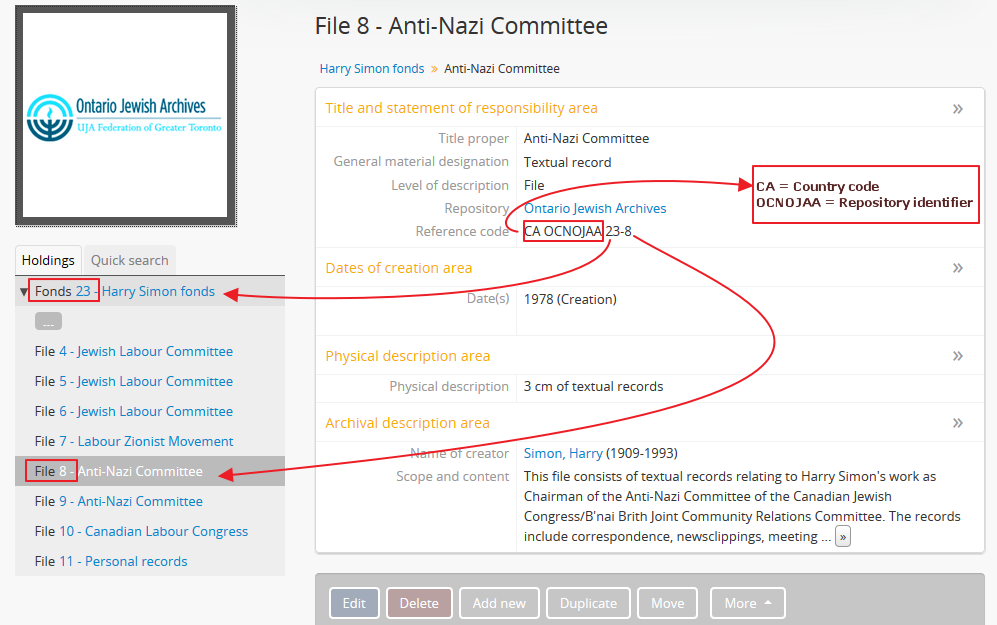 Ontario Jewish Archives
UJA Federation of Greater Toronto
Holdings
Quick search
Fonds 23 - Harry Simon fonds
...
File 4 - Jewish Labour Committee
File 5 - Jewish Labour Committee
File 6 - Jewish Labour Committee
File 7 - Labour Zionist Movement
File 8 - Anti-Nazi Committee
File 9 - Anti-Nazi Committee
File 10 - Canadian Labour Congress
File 11 - Personal records
File 8 - Anti-Nazi Committee
Harry Simon fonds » Anti-Nazi Committee
Title and statement of responsibility area »
Title proper Anti-Nazi Committee
General material designation Textual record
Level of description File
Repository Ontario Jewish Archives
Reference code CA OCNOJAA 23-8
CA = Country code
OCNOJAA = Repository identifier
Dates of creation area »
Date(s) 1978 (Creation)
Physical description area »
Physical description 3 cm of textual records
Archival description area »
Name of creator Simon, Harry (1909-1993)
Scope and content This file consists of textual records relating to Harry Simon's work as
Chairman of the Anti-Nazi Committee of the Canadian Jewish
Congress/B'nai Brith Joint Community Relations Committee. The records
include correspondence, newsclippings, meeting ... »
Edit Delete Add new Duplicate Move More